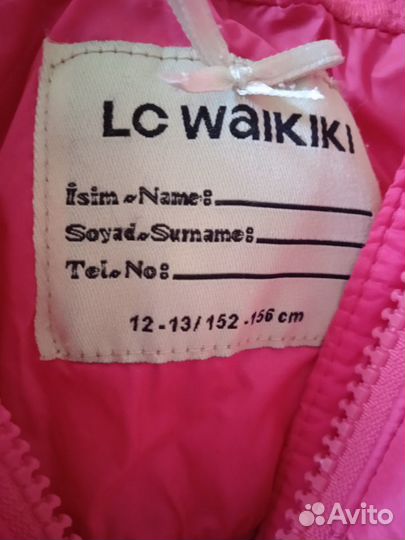 LC WAIKIKI
İsim~Name:
Soyad~Surname:
Tel.No:
12-13/152-156 cm
Avito